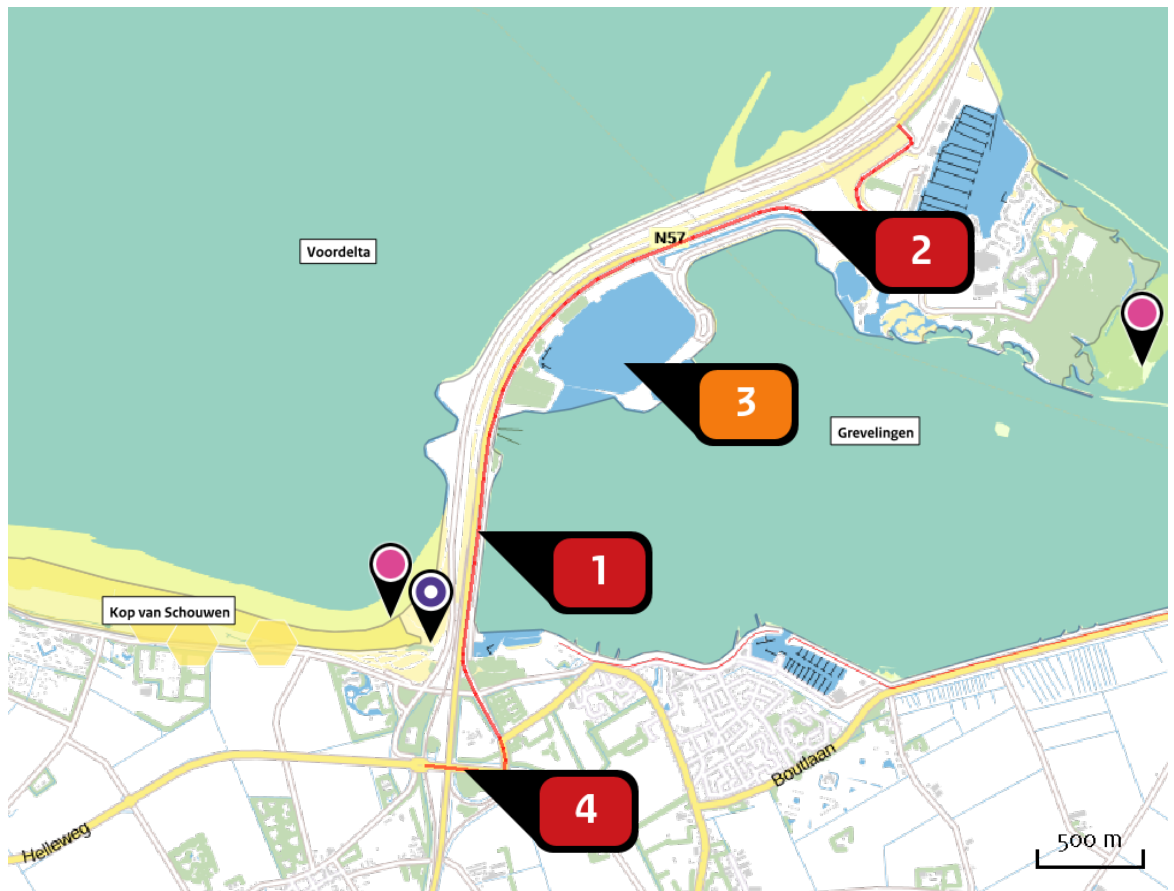 N57
Voordelta
2
3
Grevelingen
1
Kop van Schouwen
Boutlaan
4
Helleweg
500 m